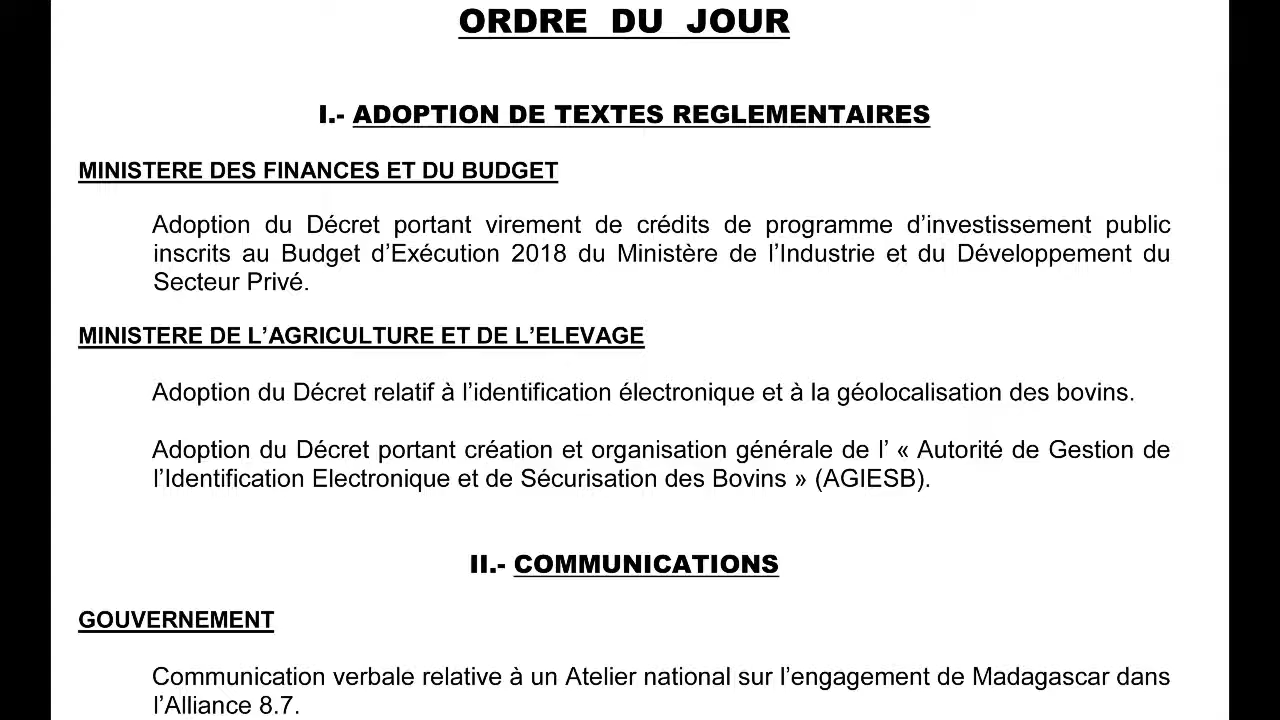 ORDRE DU JOUR
I.- ADOPTION DE TEXTES REGLEMENTAIRES
MINISTERE DES FINANCES ET DU BUDGET
Adoption du Décret portant virement de crédits de programme d’investissement public
inscrits au Budget d’Exécution 2018 du Ministère de l’Industrie et du Développement du
Secteur Privé.
MINISTERE DE L’AGRICULTURE ET DE L’ELEVAGE
Adoption du Décret relatif à l’identification électronique et à la géolocalisation des bovins.
Adoption du Décret portant création et organisation générale de l’ « Autorité de Gestion de
l’Identification Electronique et de Sécurisation des Bovins » (AGIESB).
II.- COMMUNICATIONS
GOUVERNEMENT
Communication verbale relative à un Atelier national sur l’engagement de Madagascar dans
l’Alliance 8.7.